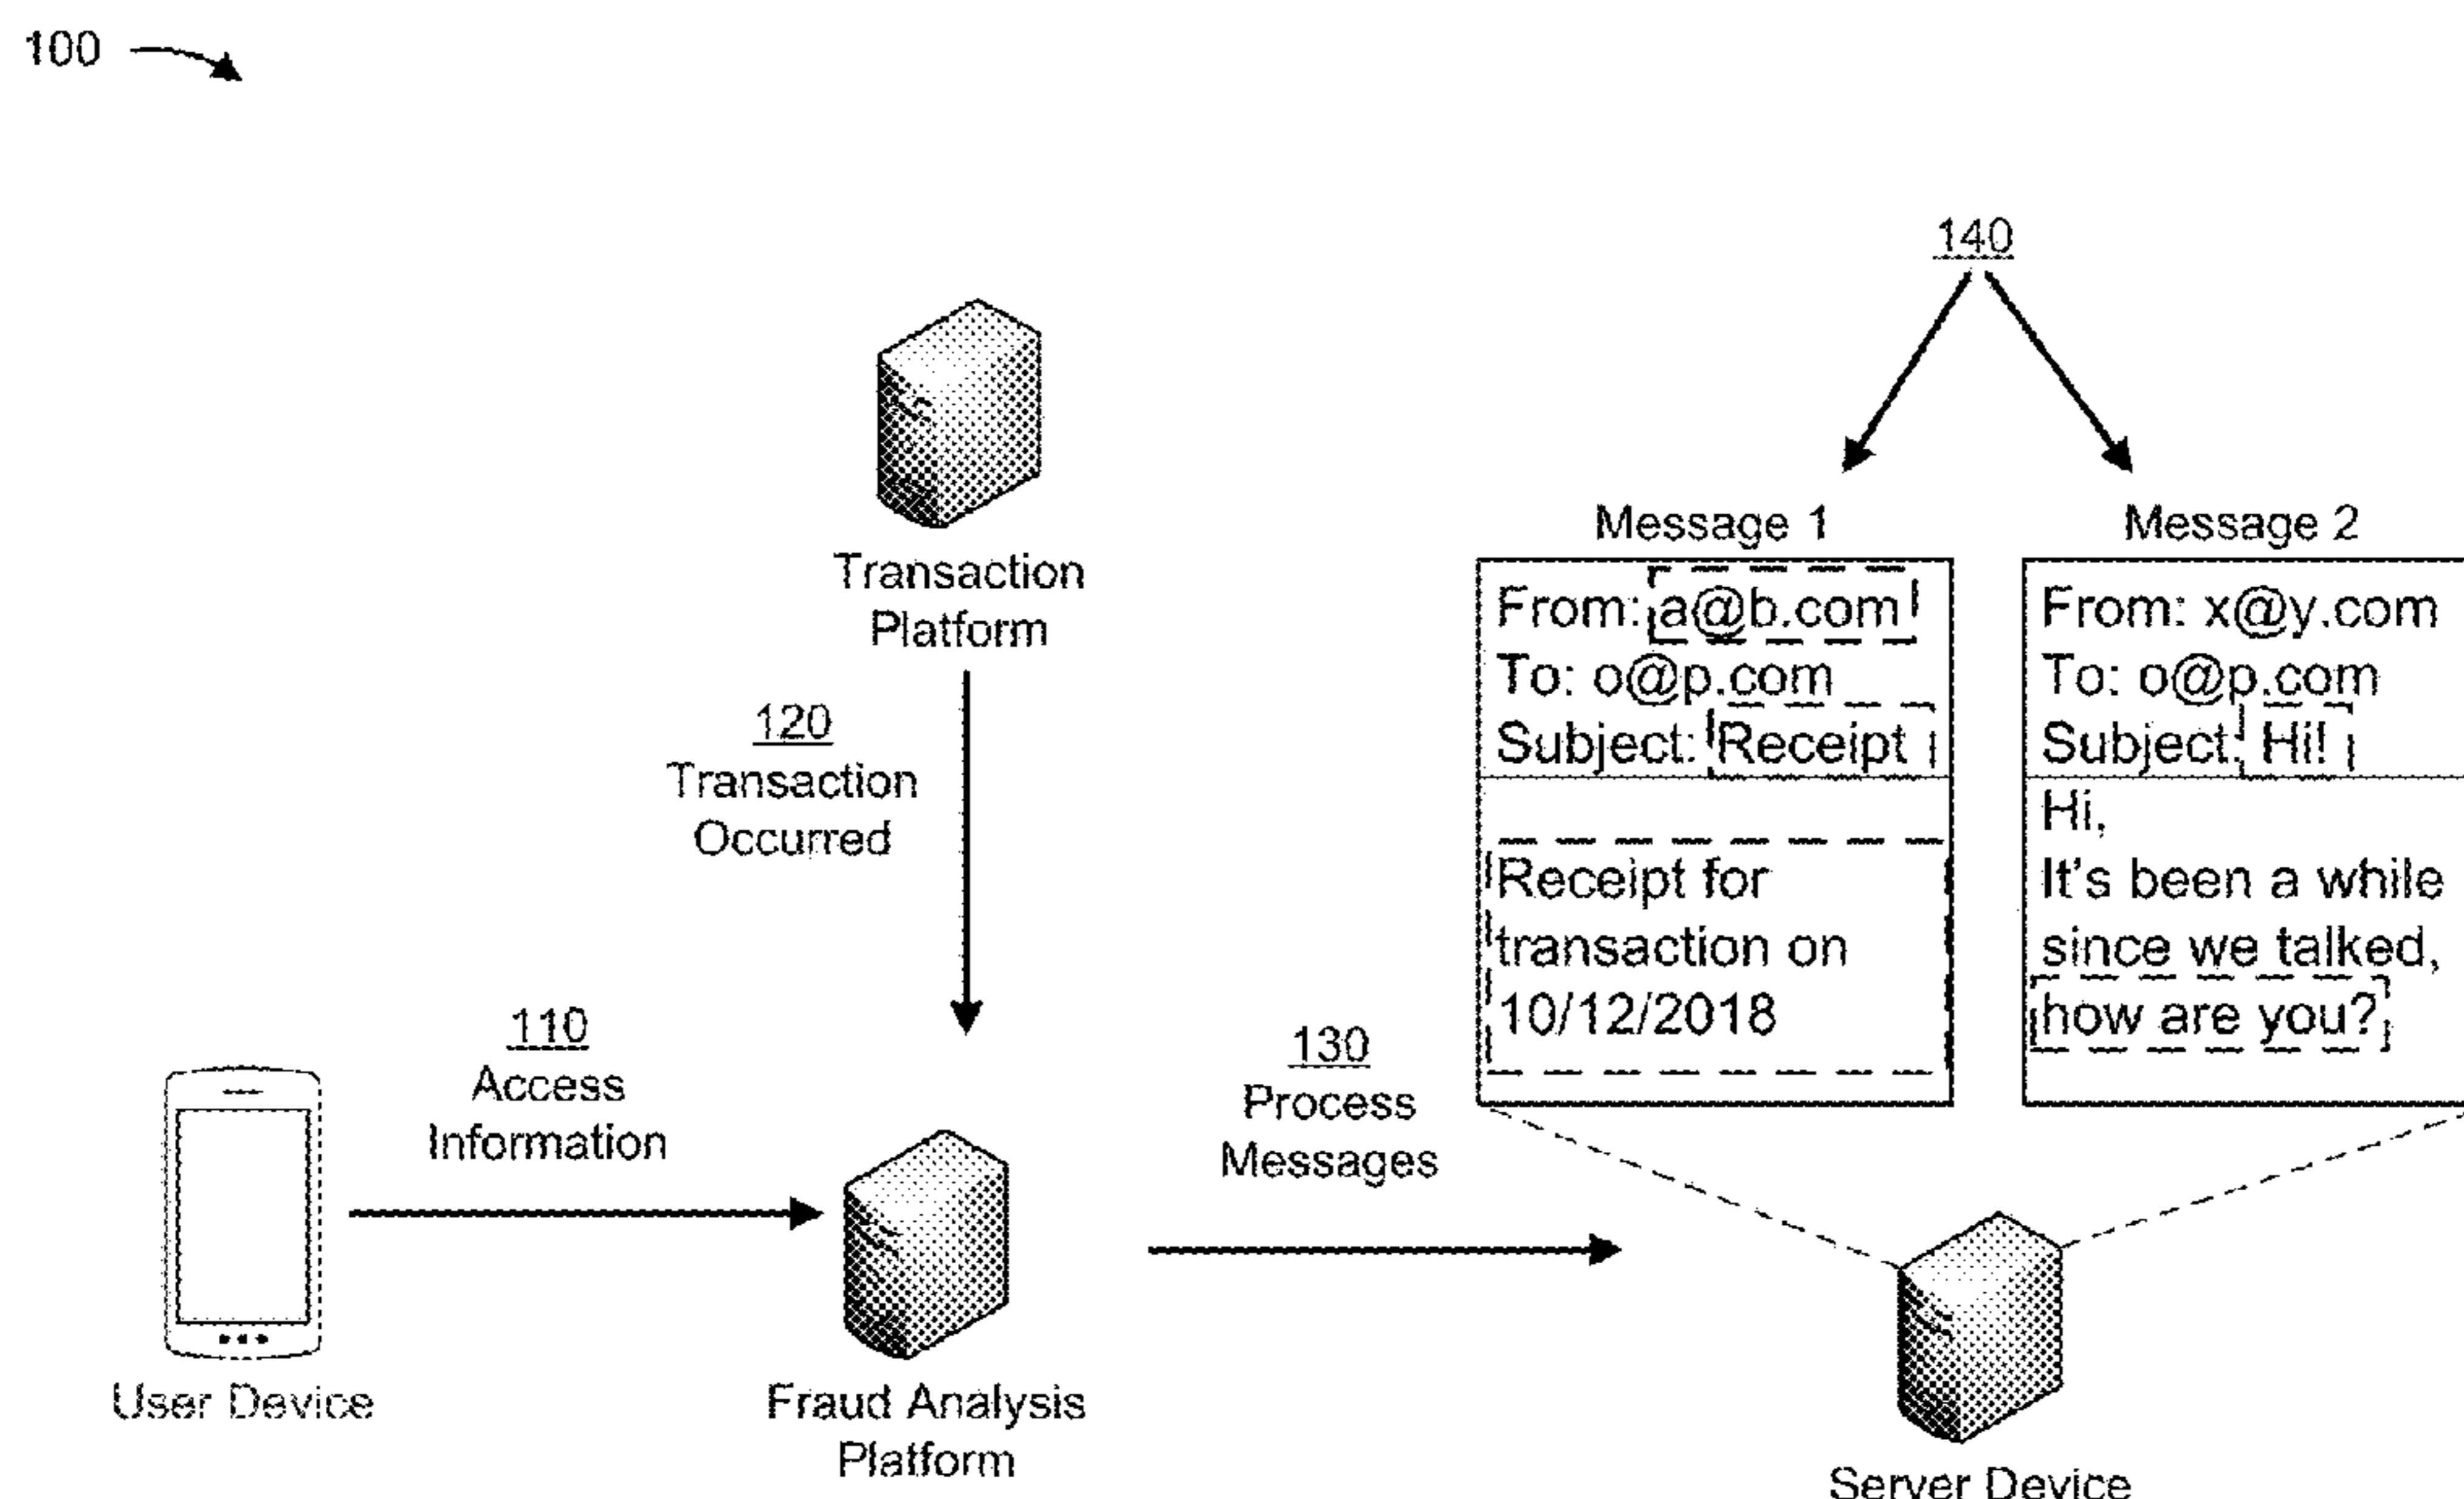 100
140
Transaction
Platform
120
Transaction
Occurred
110
Access
Information
130
Process
Messages
Message 1
From: a@b.com
To: o@p.com
Subject: Receipt
Receipt for
transaction on
10/12/2018
Message 2
From: x@y.com
To: o@p.com
Subject: Hi!
Hi,
It's been a while
since we talked,
how are you?
User Device
Fraud Analysis
Platform
Server Device